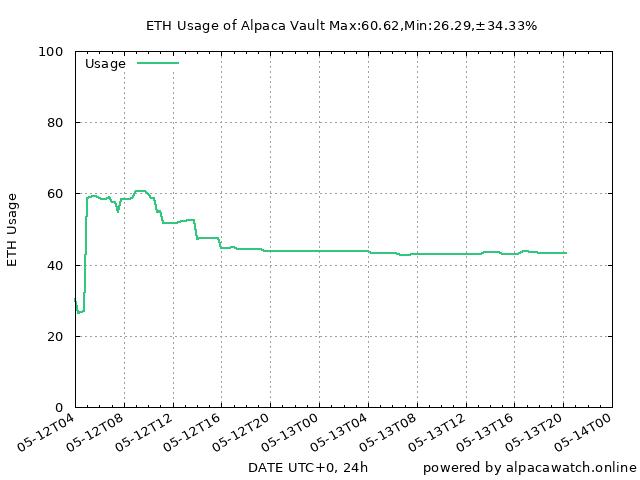 ETH Usage of Alpaca Vault Max:60.62,Min:26.29,±34.33%
Usage
100
80
60
40
20
0
ETH Usage
05-12T04
05-12T08
05-12T12
05-12T16
05-12T20
05-13T00
05-13T04
05-13T08
05-13T12
05-13T16
05-13T20
05-14T00
DATE UTC+0, 24h
powered by alpacawatch.online